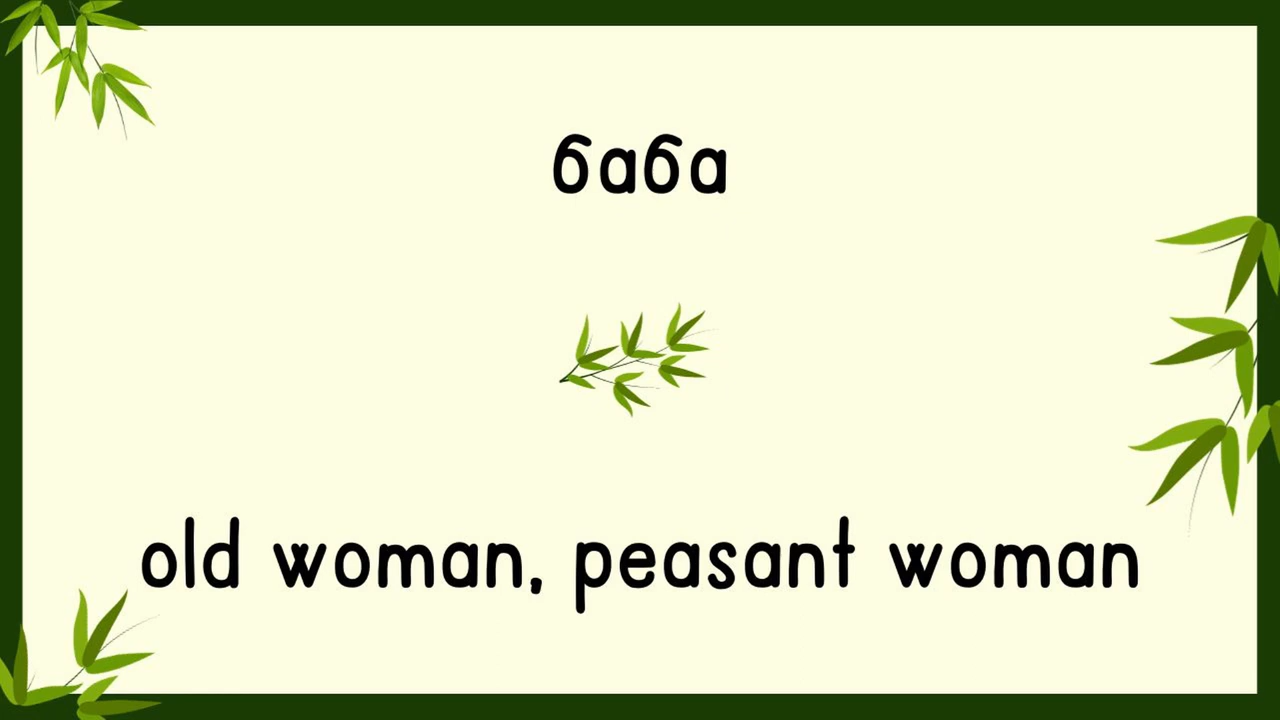 баба
old woman, peasant woman